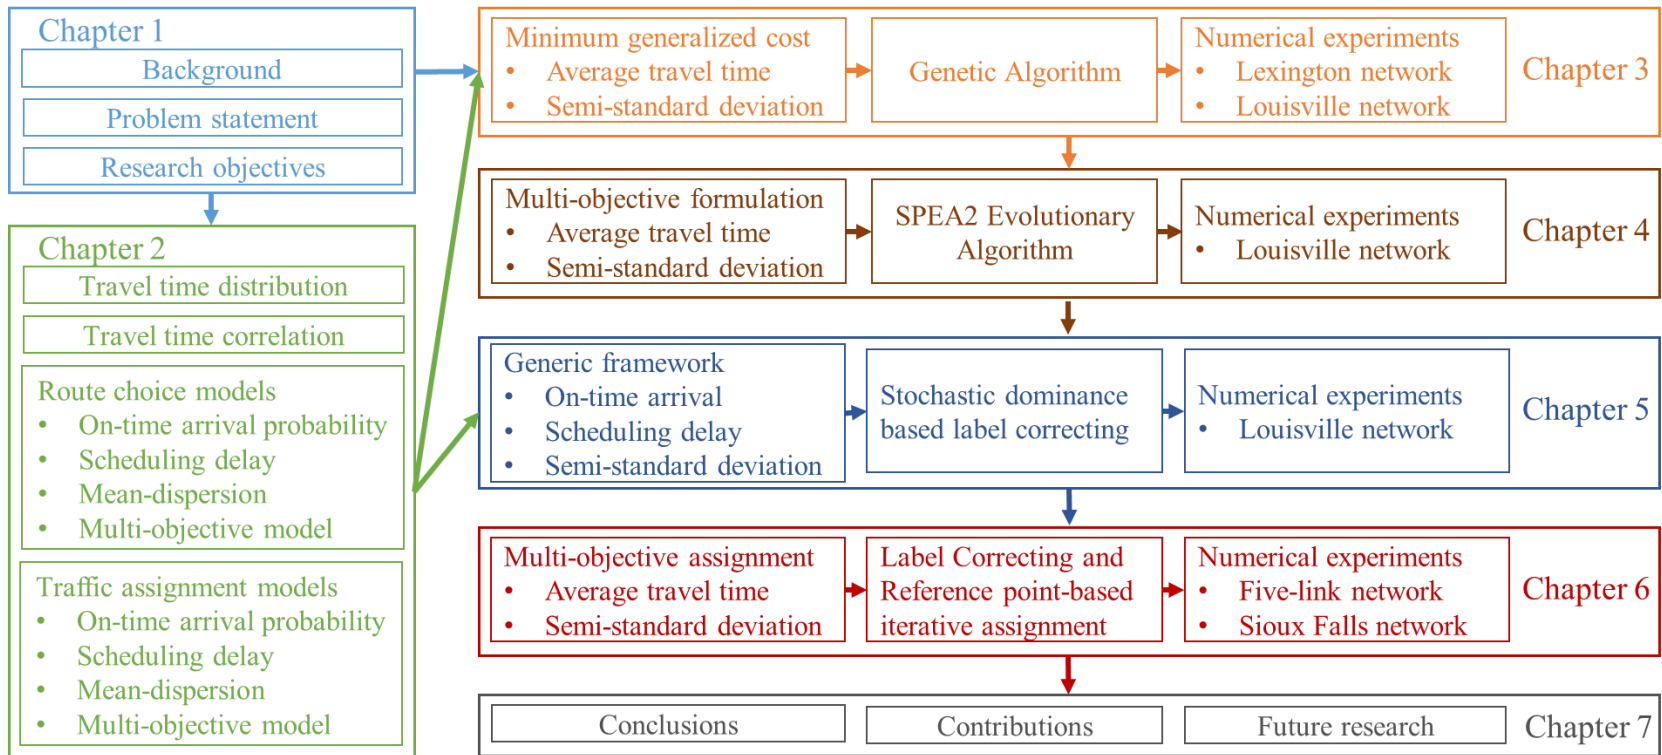 Chapter 1
Background
Problem statement
Research objectives
Chapter 2
Travel time distribution
Travel time correlation
Route choice models
• On-time arrival probability
• Scheduling delay
• Mean-dispersion
• Multi-objective model
Traffic assignment models
• On-time arrival probability
• Scheduling delay
• Mean-dispersion
• Multi-objective model
Minimum generalized cost
• Average travel time
• Semi-standard deviation
Genetic Algorithm
Numerical experiments
• Lexington network
• Louisville network
Chapter 3
Multi-objective formulation
• Average travel time
• Semi-standard deviation
SPEA2 Evolutionary
Algorithm
Numerical experiments
• Louisville network
Chapter 4
Generic framework
• On-time arrival
• Scheduling delay
• Semi-standard deviation
Stochastic dominance
based label correcting
Numerical experiments
• Louisville network
Chapter 5
Multi-objective assignment
• Average travel time
• Semi-standard deviation
Label Correcting and
Reference point-based
iterative assignment
Numerical experiments
• Five-link network
• Sioux Falls network
Chapter 6
Conclusions
Contributions
Future research
Chapter 7